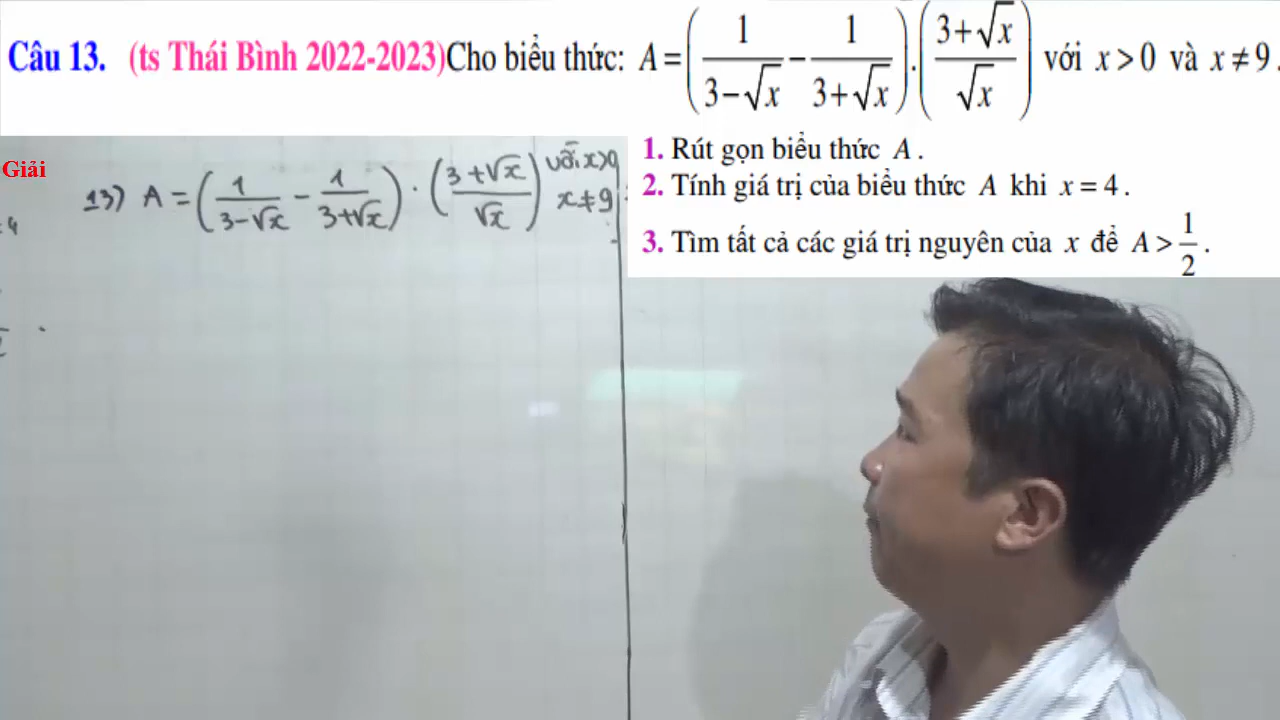 Câu 13. (ts Thái Bình 2022-2023)Cho biểu thức: A = (1/(3-√x) - 1/(3+√x)).((3+√x)/√x) với x > 0 và x ≠ 9.
1. Rút gọn biểu thức A.
2. Tính giá trị của biểu thức A khi x = 4.
3. Tìm tất cả các giá trị nguyên của x để A > 1/2.
Giải
13) A = (1/(3-√x) - 1/(3+√x)) . ((3+√x)/√x) với x>0
x≠9